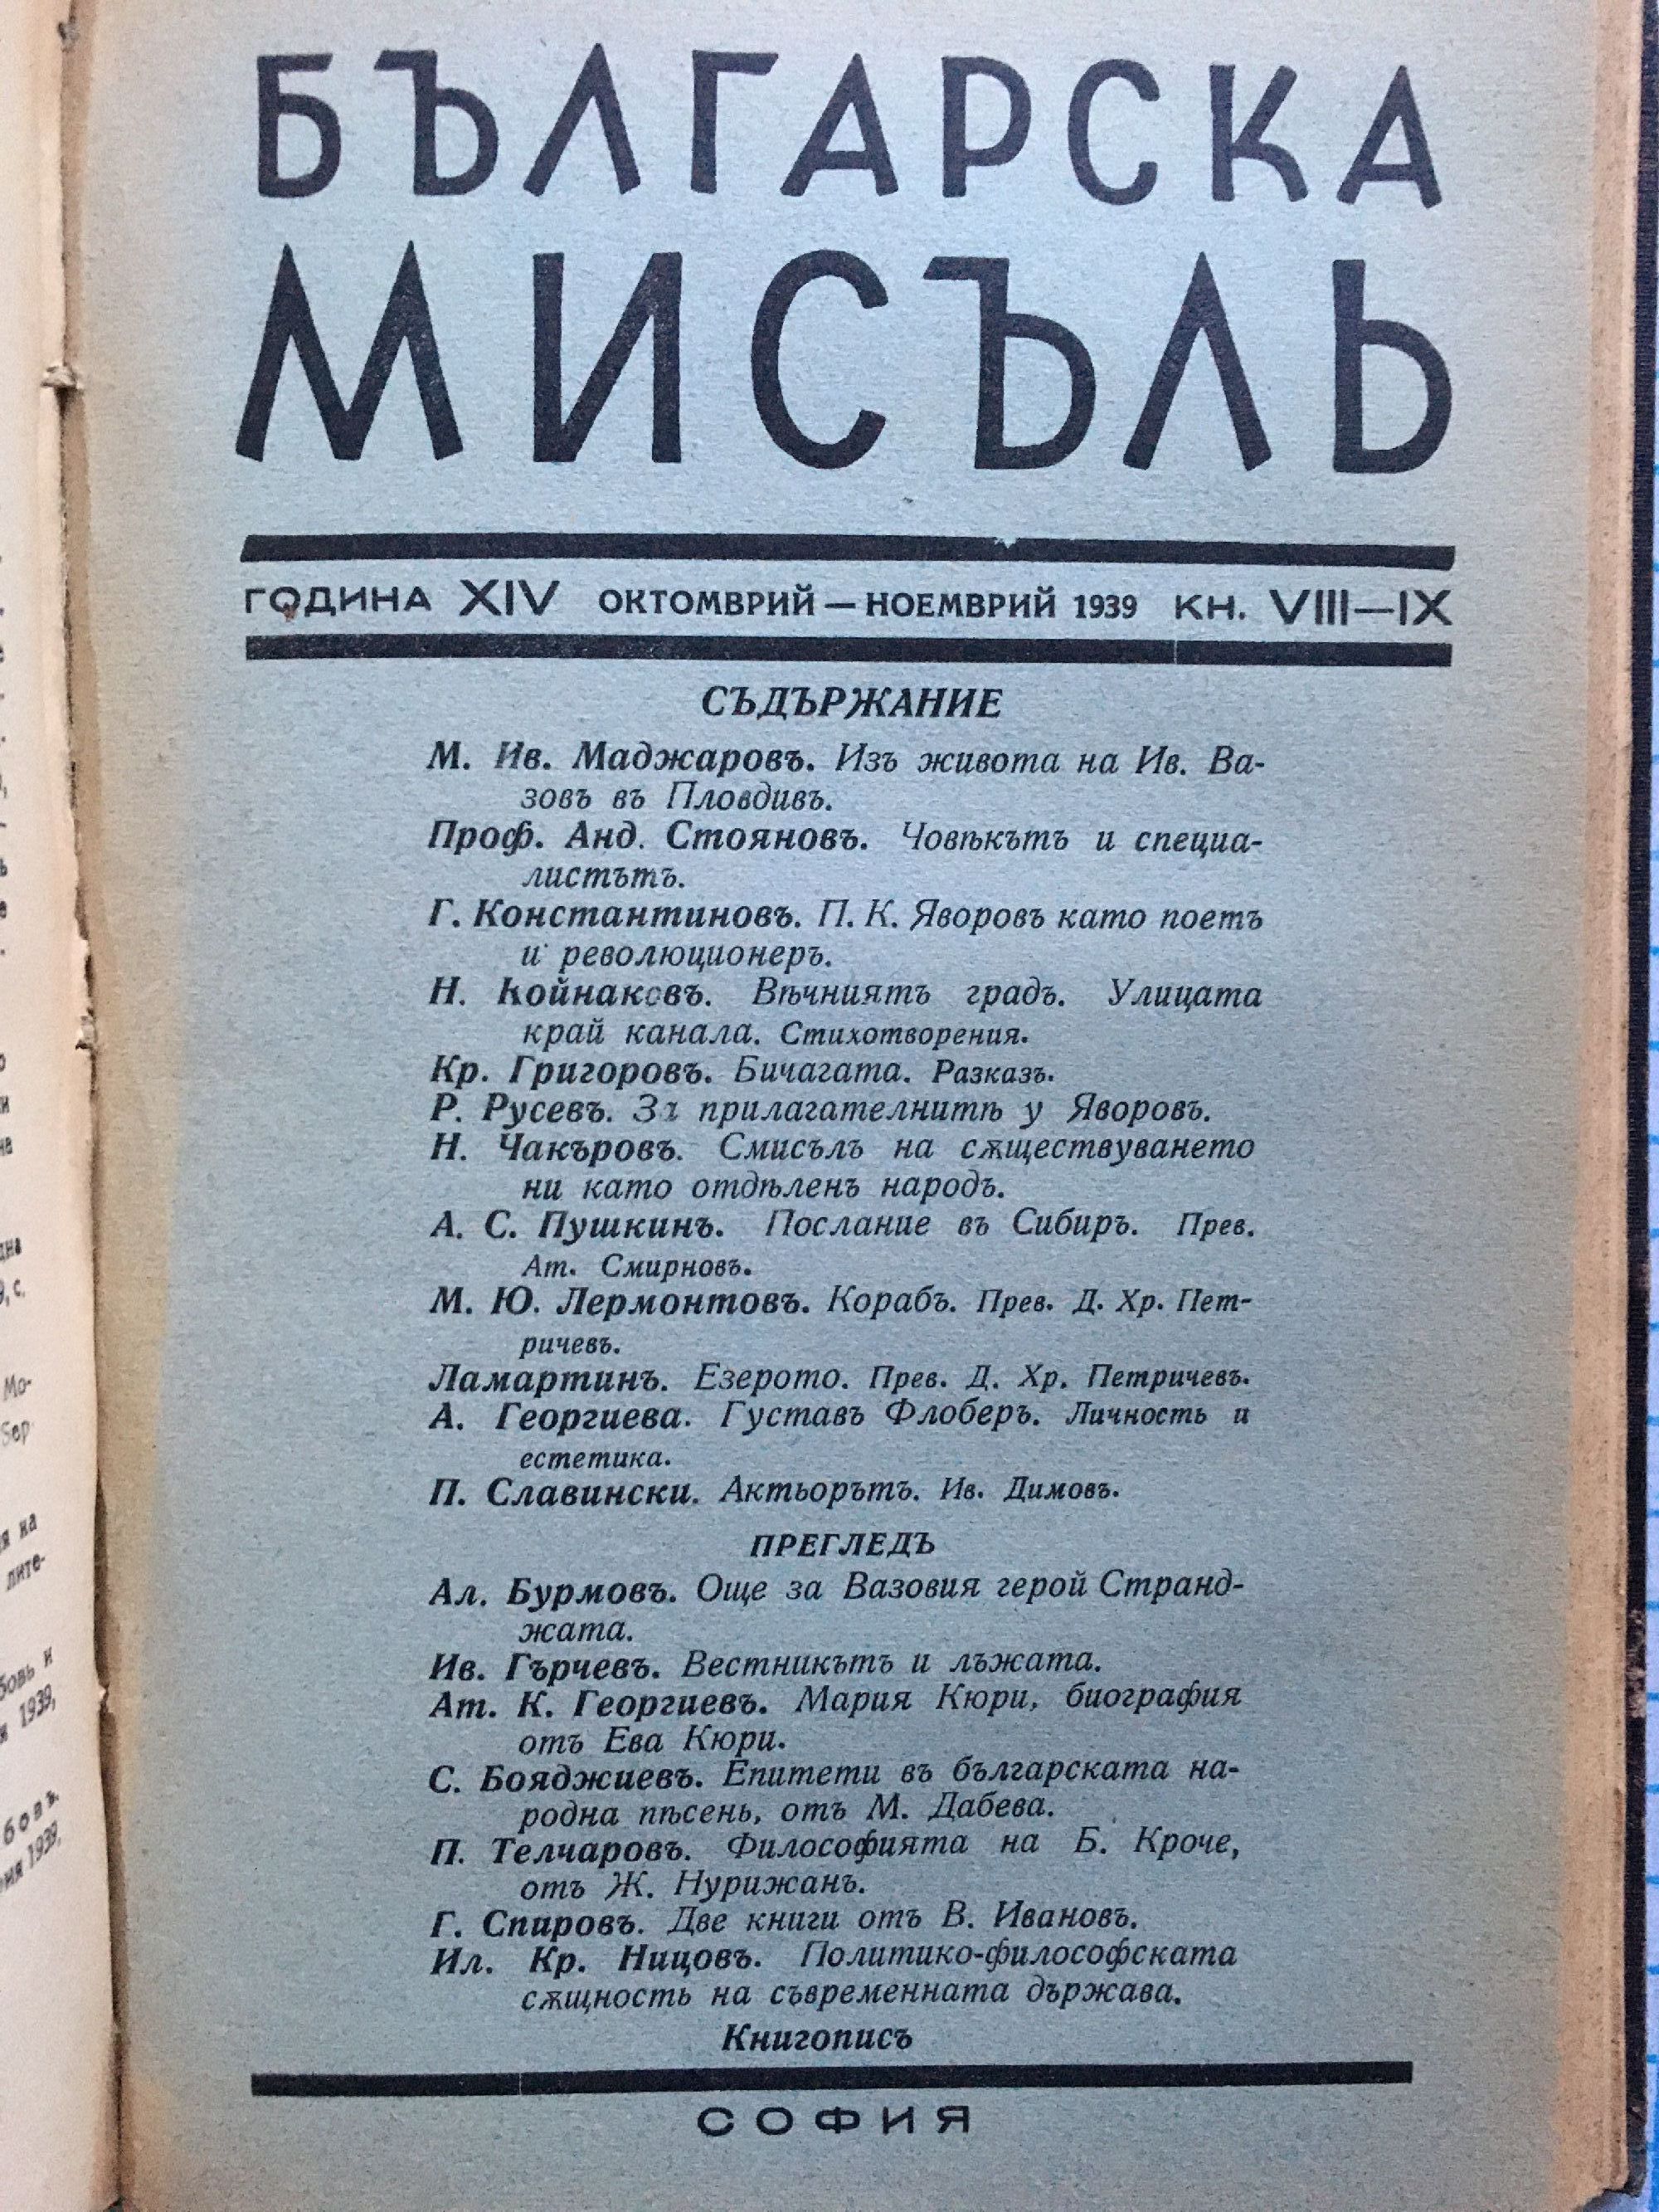 БЪЛГАРСКА
МИСЪЛЬ
ГОДИНА XIV ОКТОМВРИЙ — НОЕМВРИЙ 1939 КН. VIII—IX
СЪДЪРЖАНИЕ
М. Ив. Маджаровъ. Изъ живота на Ив. Ва-
зовъ въ Пловдивъ.
Проф. Анд. Стояновъ. Човѣкътъ и специа-
листътъ.
Г. Константиновъ. П. К. Яворовъ като поетъ
и революционеръ.
Н. Койнаковъ. Вѣчниятъ градъ. Улицата
край канала. Стихотворения.
Кр. Григоровъ. Бичагата. Разказъ.
Р. Русевъ. За прилагателнитѣ у Яворовъ.
Н. Чакъровъ. Смисълъ на сѫществуването
ни като отдѣленъ народъ.
А. С. Пушкинъ. Послание въ Сибиръ. Прев.
Ат. Смирновъ.
М. Ю. Лермонтовъ. Корабъ. Прев. Д. Хр. Пет-
ричевъ.
Ламартинъ. Езерото. Прев. Д. Хр. Петричевъ.
А. Георгиева. Густавъ Флоберъ. Личность и
естетика.
П. Славински. Актьорътъ. Ив. Димовъ.
ПРЕГЛЕДЪ
Ал. Бурмовъ. Още за Вазовия герой Странд-
жата.
Ив. Гърчевъ. Вестникътъ и лъжата.
Ат. К. Георгиевъ. Мария Кюри, биография
отъ Ева Кюри.
С. Бояджиевъ. Епитети въ българската на-
родна пѣсень, отъ М. Дабева.
П. Телчаровъ. Философията на Б. Кроче,
отъ Ж. Нурижанъ.
Г. Спировъ. Две книги отъ В. Ивановъ.
Ил. Кр. Ницовъ. Политико-философската
сѫщность на съвременната държава.
Книгописъ
СОФИЯ